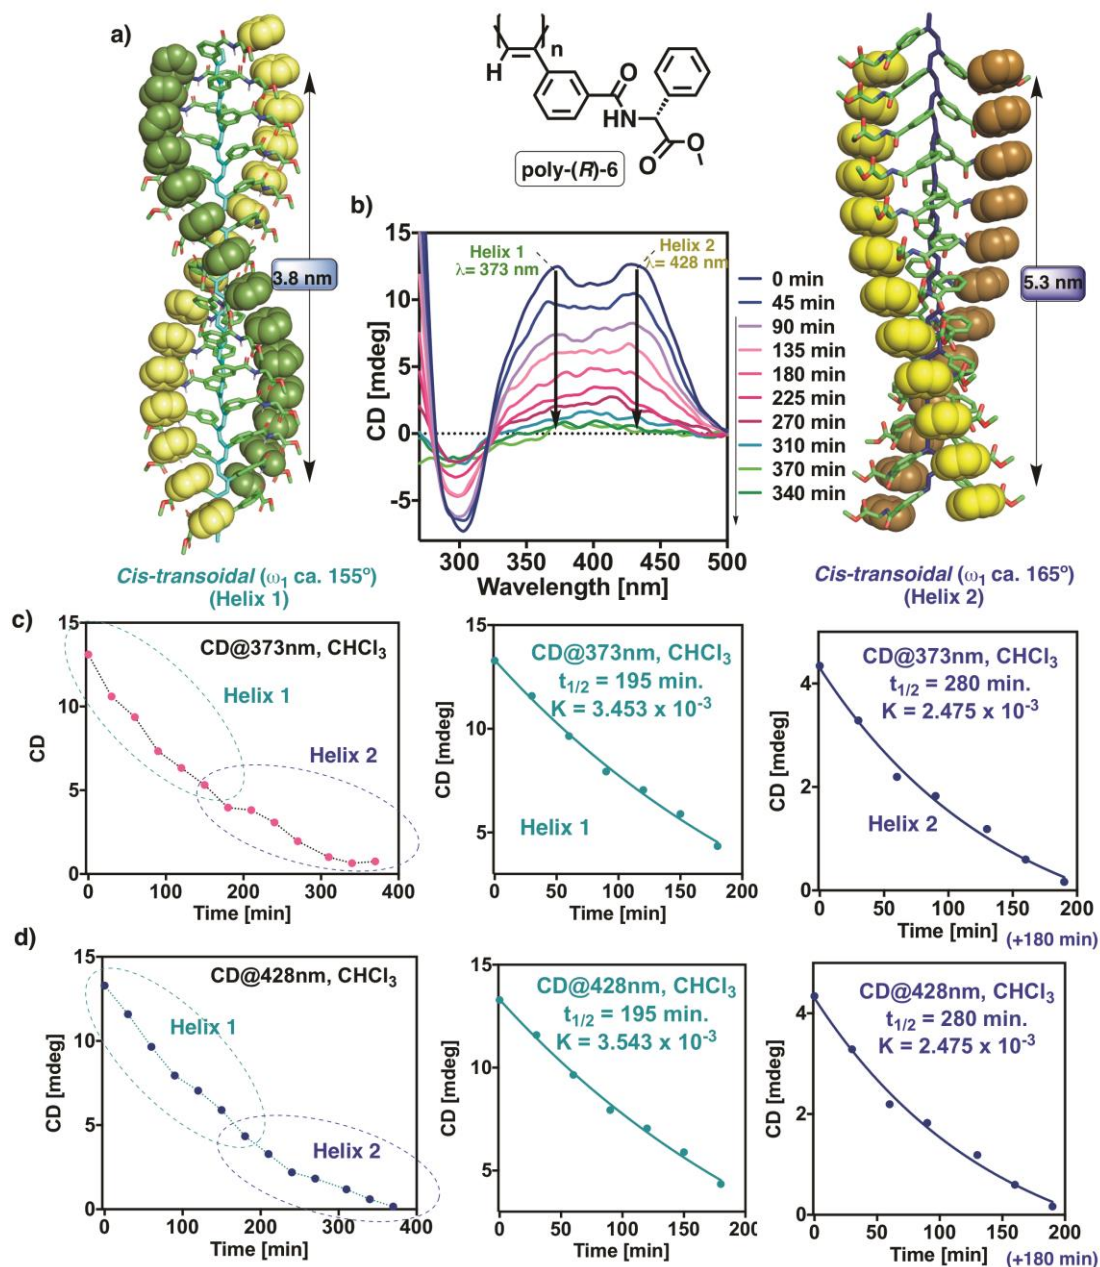 a)
3.8 nm
Cis-transoidal (ω1 ca. 155º)
(Helix 1)
n
H
O
HN
O
O
poly-(R)-6
5.3 nm
Cis-transoidal (ω1 ca. 165º)
(Helix 2)
b)
15
10
5
0
-5
CD [mdeg]
Helix 1
λ= 373 nm
Helix 2
λ= 428 nm
300
400
500
Wavelength [nm]
0 min
45 min
90 min
135 min
180 min
225 min
270 min
310 min
370 min
340 min
c)
15
10
5
0
CD
CD@373nm, CHCl3
Helix 1
Helix 2
0
100
200
300
400
Time [min]
15
10
5
CD [mdeg]
CD@373nm, CHCl3
t1/2 = 195 min.
K = 3.453 x 10-3
Helix 1
0
50
100
150
200
Time [min]
4
2
0
CD [mdeg]
CD@373nm, CHCl3
t1/2 = 280 min.
K = 2.475 x 10-3
Helix 2
0
50
100
150
200
Time [min]
(+180 min)
d)
15
10
5
0
CD [mdeg]
CD@428nm, CHCl3
Helix 1
Helix 2
0
100
200
300
400
Time [min]
15
10
5
CD [mdeg]
CD@428nm, CHCl3
t1/2 = 195 min.
K = 3.543 x 10-3
0
50
100
150
200
Time [min]
4
2
0
CD [mdeg]
CD@428nm, CHCl3
t1/2 = 280 min.
K = 2.475 x 10-3
0
50
100
150
200
Time [min]
(+180 min)